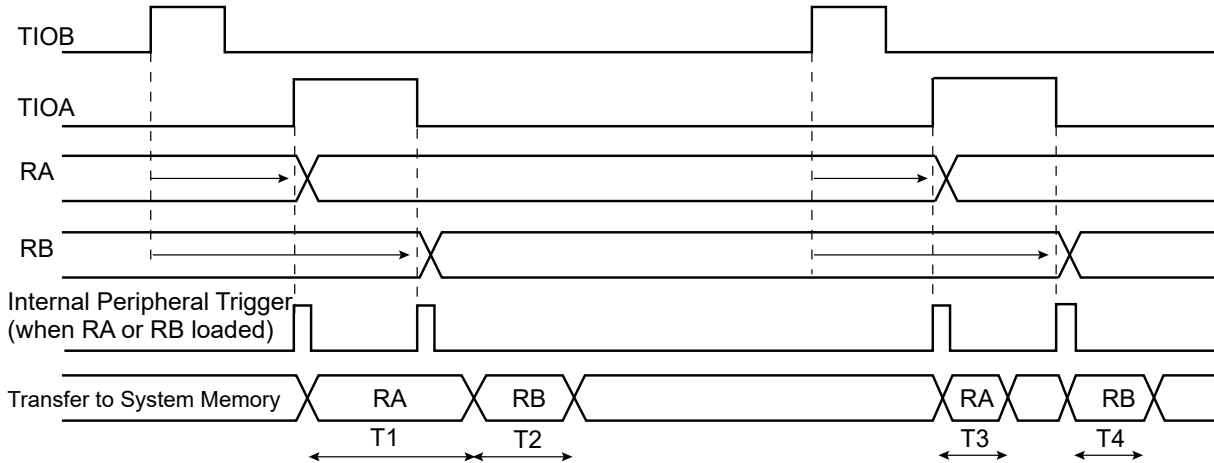 TIOB
TIOA
RA
RB
Internal Peripheral Trigger
(when RA or RB loaded)
Transfer to System Memory
RA
RB
RA
RB
T1
T2
T3
T4